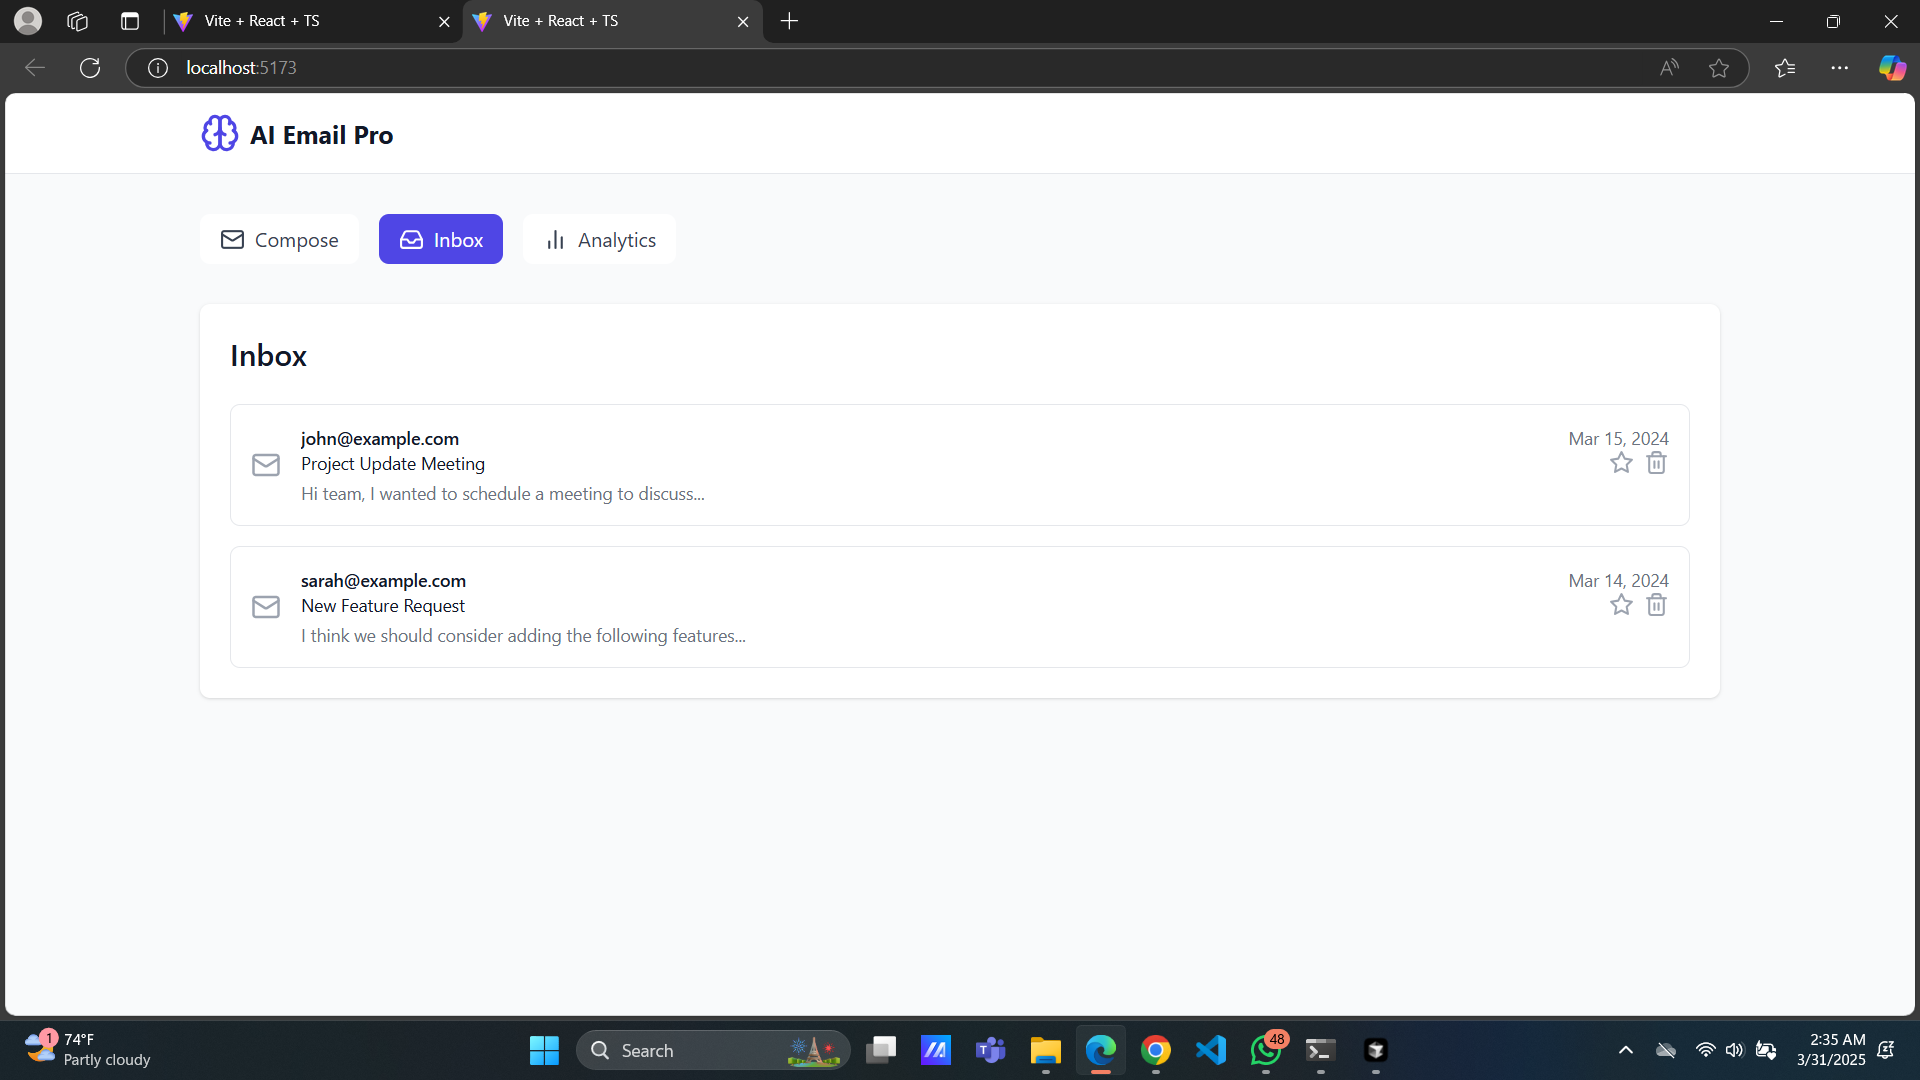 Vite + React + TS
Vite + React + TS
localhost:5173
AI Email Pro
Compose
Inbox
Analytics
Inbox
john@example.com
Mar 15, 2024
Project Update Meeting
Hi team, I wanted to schedule a meeting to discuss...
sarah@example.com
Mar 14, 2024
New Feature Request
I think we should consider adding the following features...
1
74°F
Partly cloudy
Search
48
2:35 AM
3/31/2025